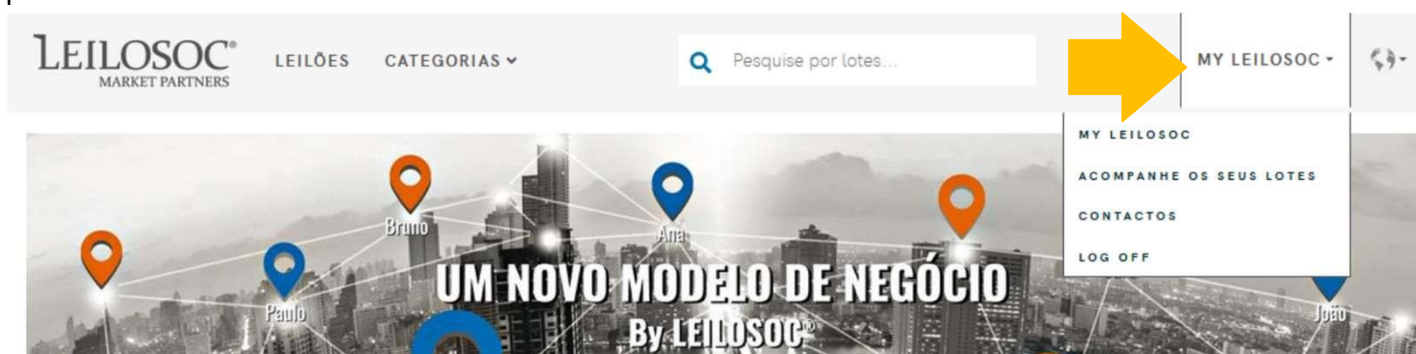 LEILOSOC®
MARKET PARTNERS
LEILÕES
CATEGORIAS
Pesquise por lotes...
MY LEILOSOC
MY LEILOSOC
ACOMPANHE OS SEUS LOTES
CONTACTOS
LOG OFF
Bruno
Ana
Paulo
João
UM NOVO MODELO DE NEGÓCIO
By LEILOSOC®